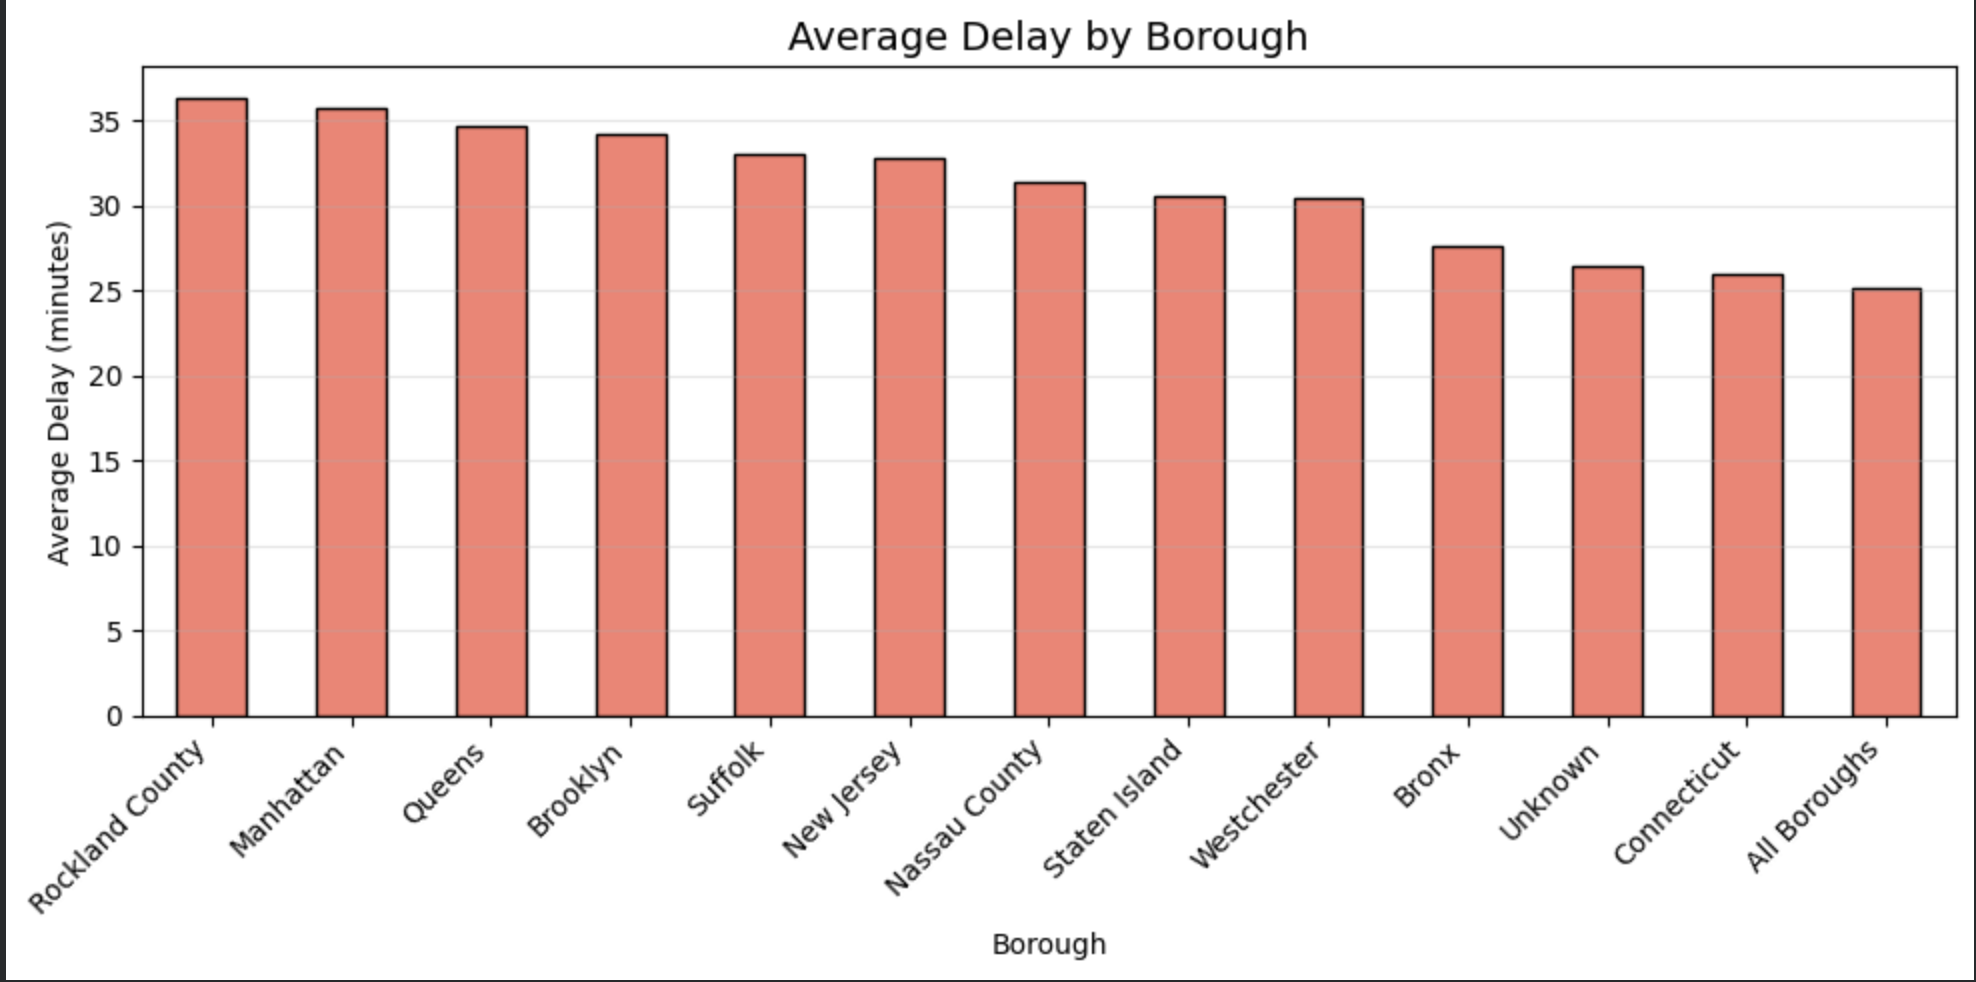 Average Delay by Borough
Average Delay (minutes)
35
30
25
20
15
10
5
0
Rockland County
Manhattan
Queens
Brooklyn
Suffolk
New Jersey
Nassau County
Staten Island
Westchester
Bronx
Unknown
Connecticut
All Boroughs
Borough